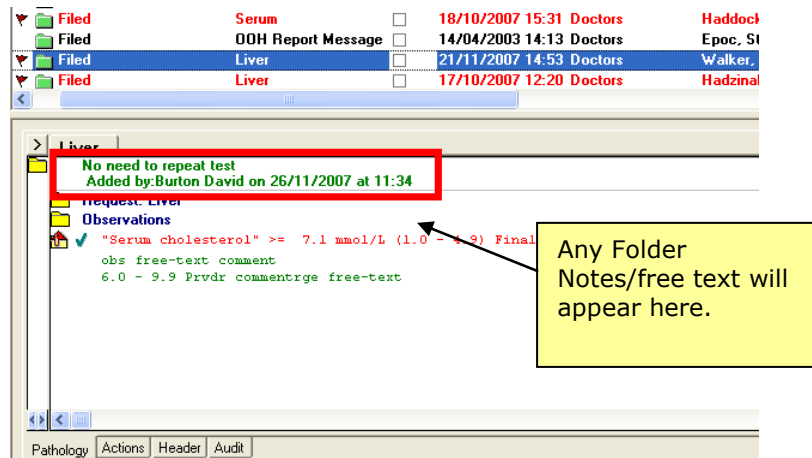 Filed Serum 18/10/2007 15:31 Doctors Haddock
Filed OOH Report Message 14/04/2003 14:13 Doctors Epoc,
Filed Liver 21/11/2007 14:53 Doctors Walker,
Filed Liver 17/10/2007 12:20 Doctors Hadzinal
> Liver
No need to repeat test
Added by:Burton David on 26/11/2007 at 11:34
Request: Liver
Observations
"Serum cholesterol" >= 7.1 mmol/L (1.0 - 4.9) Final
obs free-text comment
6.0 - 9.9 Prvdr commentrge free-text
Any Folder
Notes/free text will
appear here.
Pathology Actions Header Audit